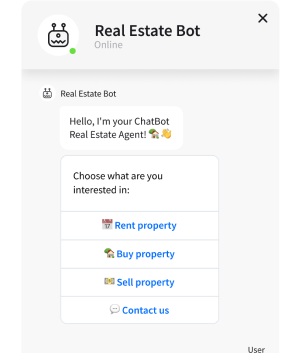 Real Estate Bot
Online
Real Estate Bot
Hello, I'm your ChatBot
Real Estate Agent! 🏡👋
Choose what are you
interested in:
📅 Rent property
🏡 Buy property
💵 Sell property
💬 Contact us
User